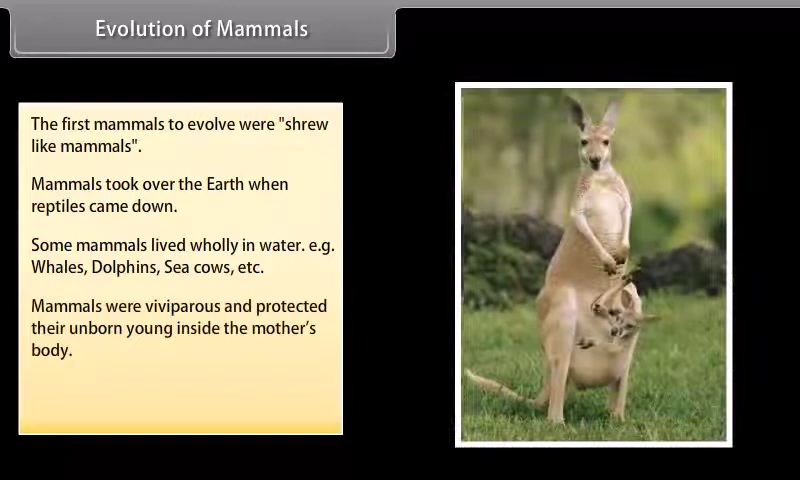 Evolution of Mammals
The first mammals to evolve were "shrew
like mammals".
Mammals took over the Earth when
reptiles came down.
Some mammals lived wholly in water. e.g.
Whales, Dolphins, Sea cows, etc.
Mammals were viviparous and protected
their unborn young inside the mother's
body.